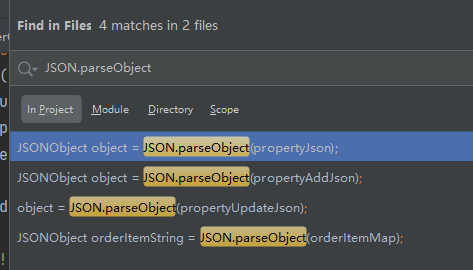 Find in Files 4 matches in 2 files
JSON.parseObject
In Project Module Directory Scope
JSONObject object = JSON.parseObject(propertyJson);
JSONObject object = JSON.parseObject(propertyAddJson);
object = JSON.parseObject(propertyUpdateJson);
JSONObject orderItemString = JSON.parseObject(orderItemMap);